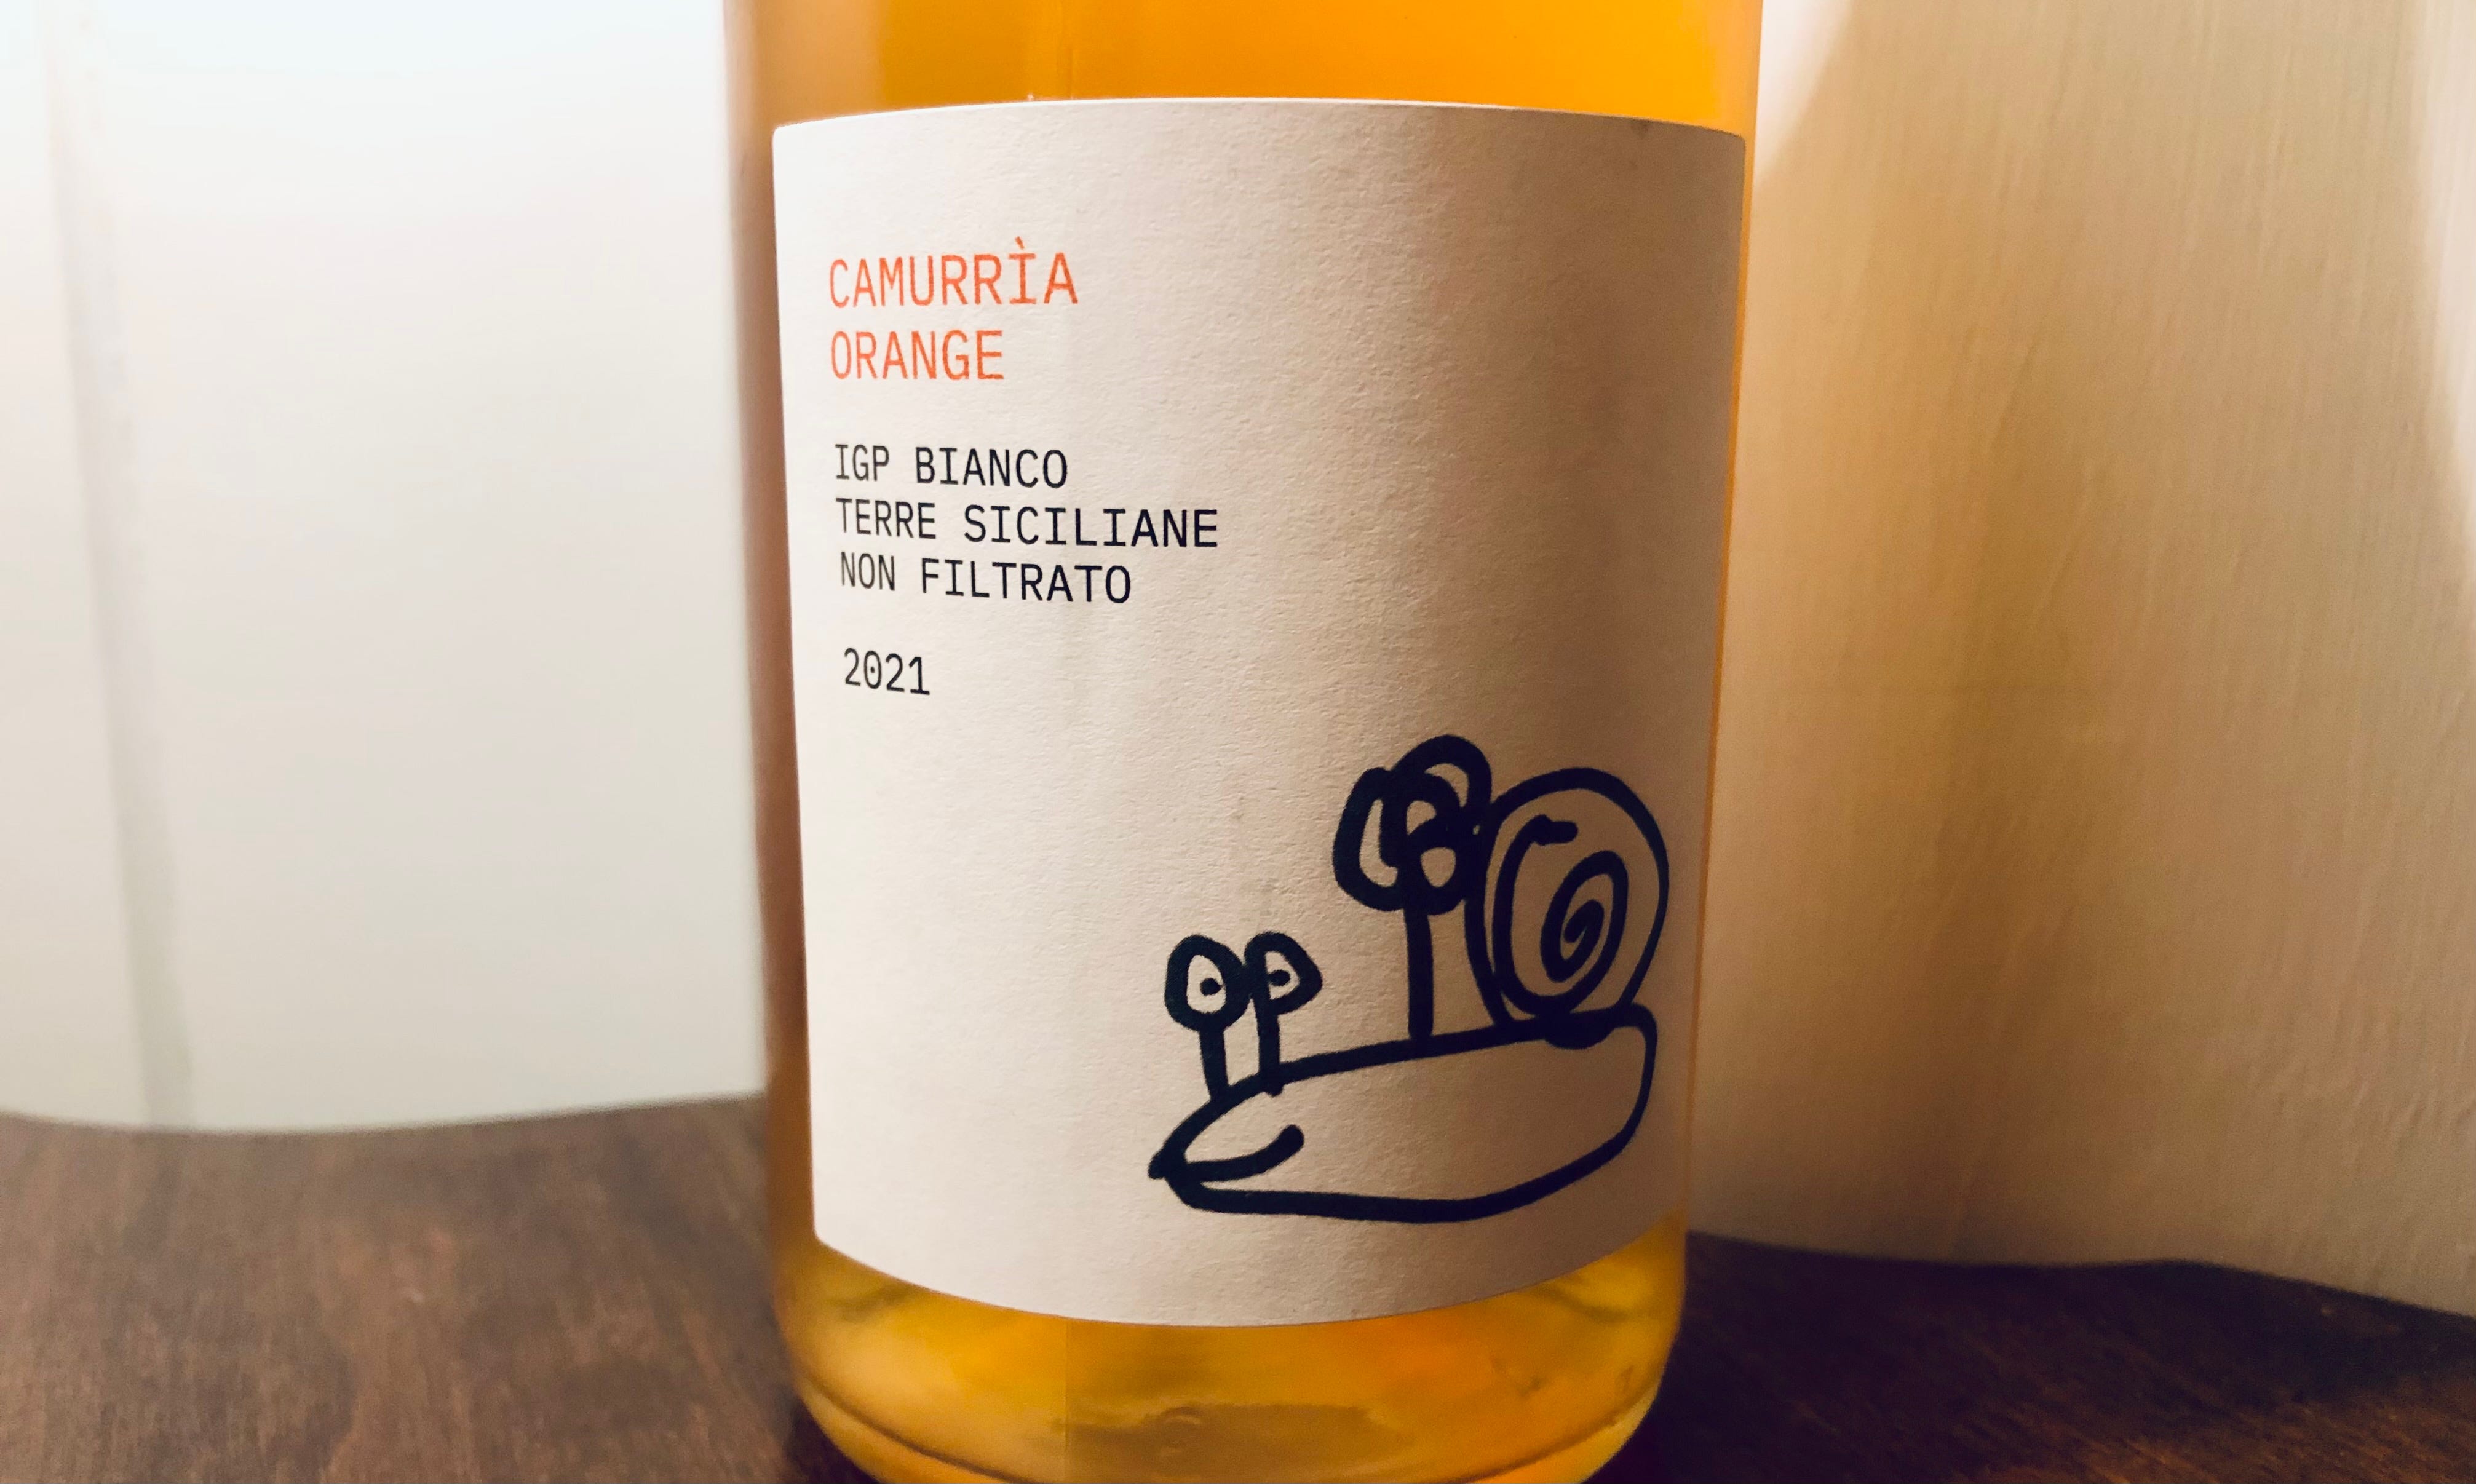 CAMURRÌA
ORANGE
IGP BIANCO
TERRE SICILIANE
NON FILTRATO
2021